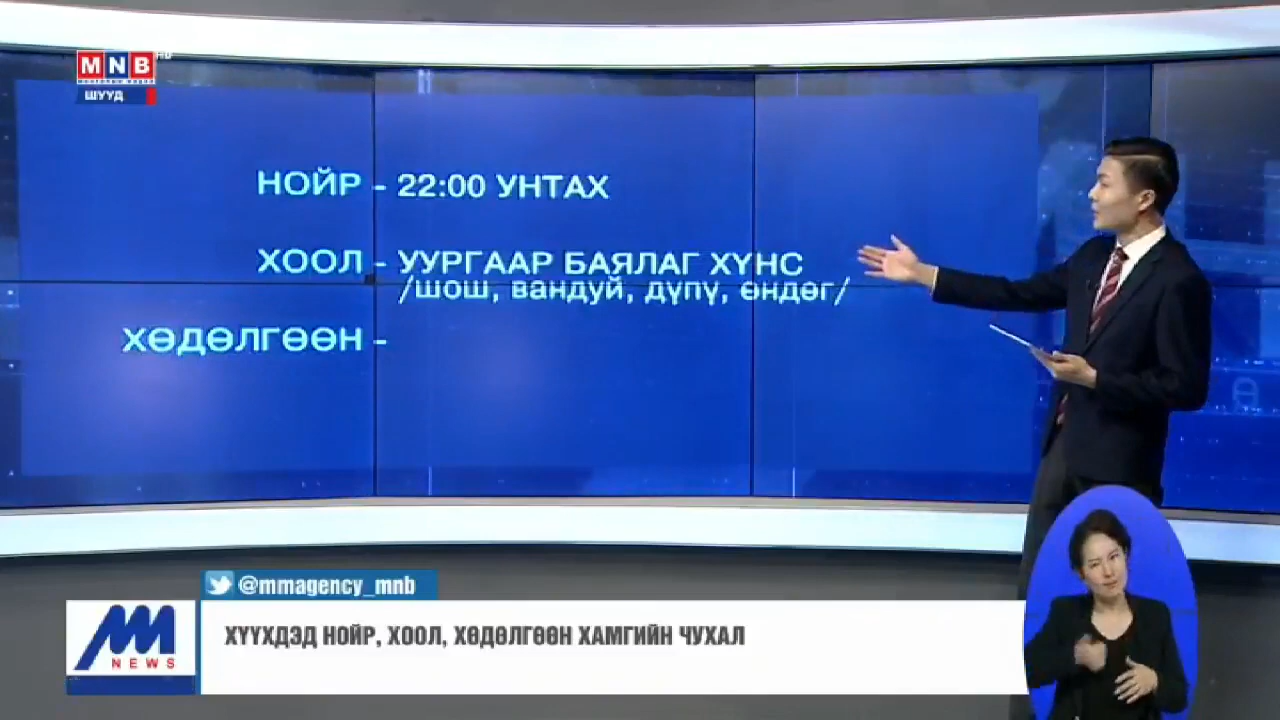 MNB HD
ШУУД
НОЙР - 22:00 УНТАХ
ХООЛ - УУРГААР БАЯЛАГ ХҮНС
/шош, вандуй, дүпү, өндөг/
ХӨДӨЛГӨӨН -
@mmagency_mnb
ХҮҮХДЭД НОЙР, ХООЛ, ХӨДӨЛГӨӨН ХАМГИЙН ЧУХАЛ
M
NEWS